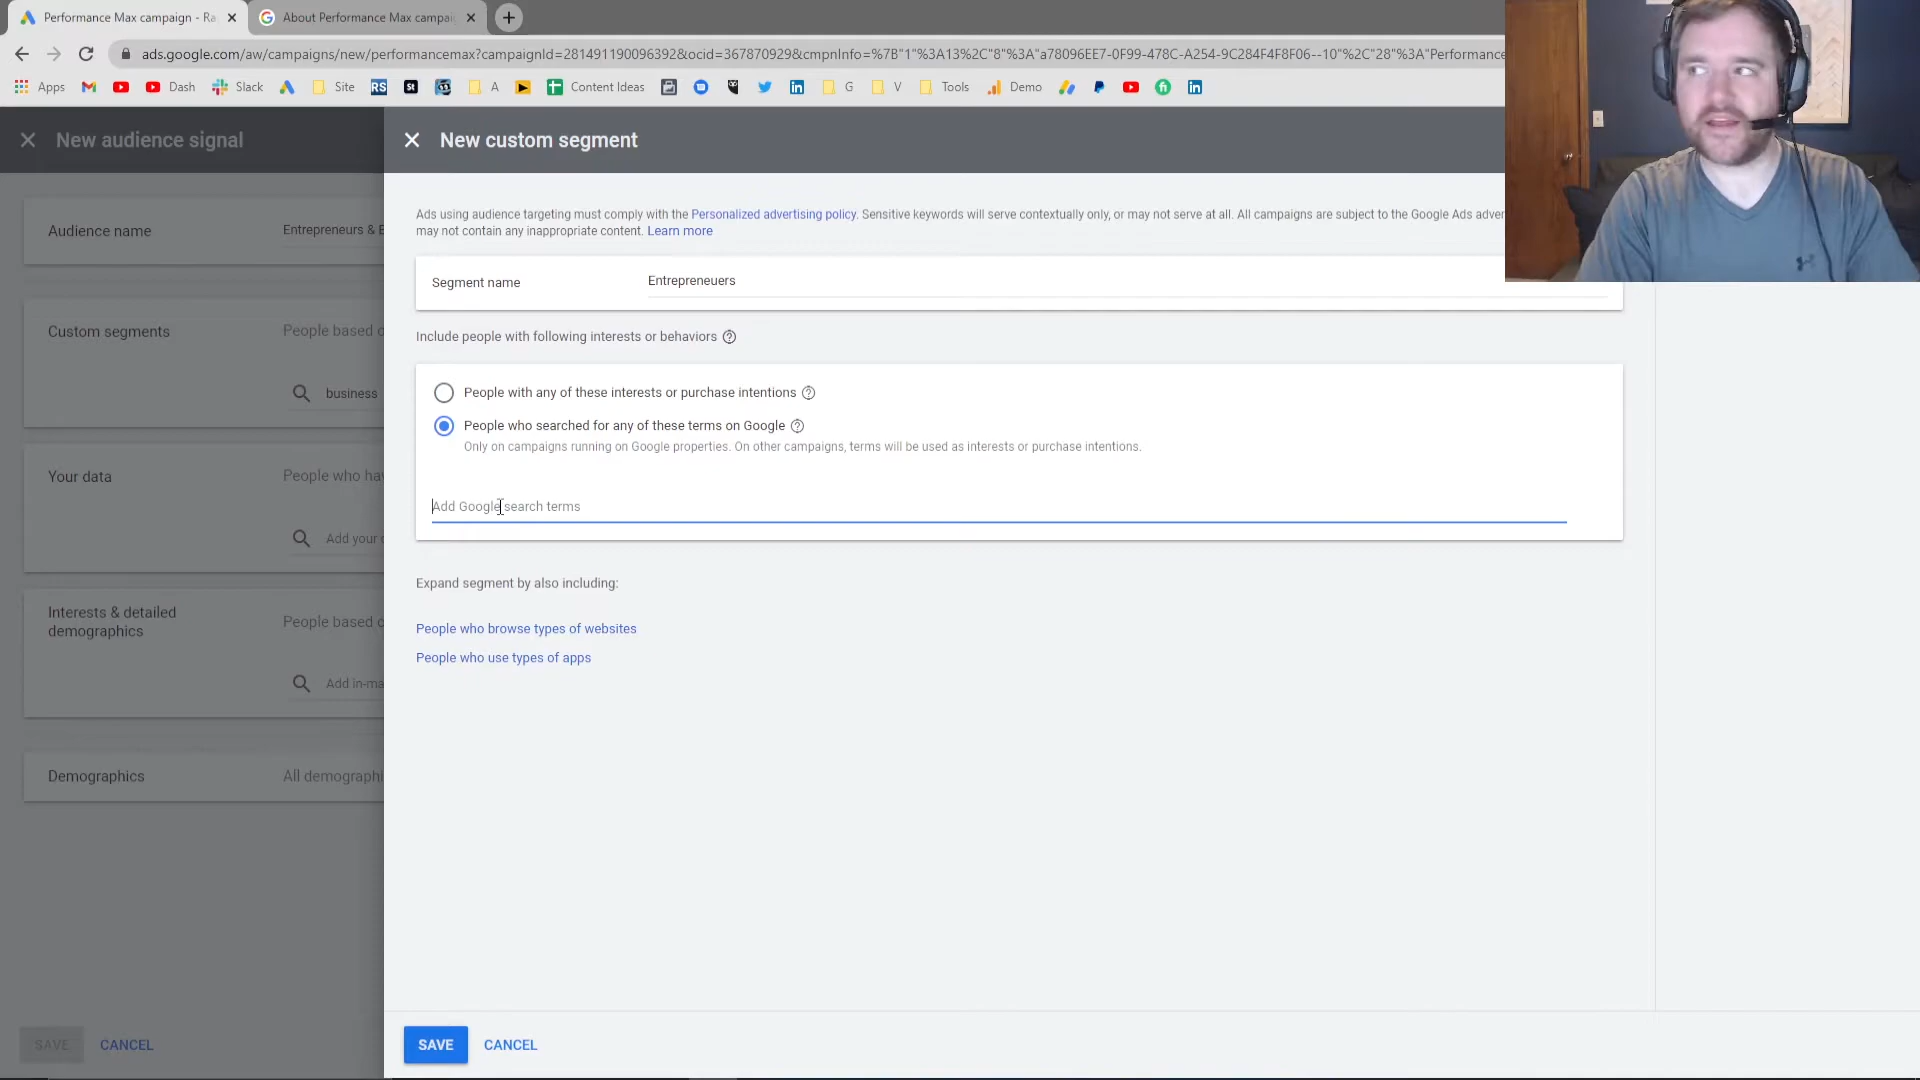 Performance Max campaign - Ra
About Performance Max campai
ads.google.com/aw/campaigns/new/performancemax?campaignId=281491190096392&ocid=367870929&cmpnInfo=%7B"1"%3A13%2C"8"%3A"a78096EE7-0F99-478C-A254-9C284F4F8F06--10"%2C"28"%3A"Performance
Apps
Dash
Slack
Site
RS
St
A
Content Ideas
G
V
Tools
Demo
New audience signal
New custom segment
Ads using audience targeting must comply with the Personalized advertising policy. Sensitive keywords will serve contextually only, or may not serve at all. All campaigns are subject to the Google Ads adver
may not contain any inappropriate content. Learn more
Audience name
Entrepreneurs & E
Segment name
Entrepreneuers
Custom segments
People based o
business
Include people with following interests or behaviors
People with any of these interests or purchase intentions
People who searched for any of these terms on Google
Only on campaigns running on Google properties. On other campaigns, terms will be used as interests or purchase intentions.
Your data
People who hav
Add your d
Add Google search terms
Interests & detailed
demographics
People based o
Add in-ma
Expand segment by also including:
People who browse types of websites
People who use types of apps
Demographics
All demographi
SAVE
CANCEL
SAVE
CANCEL